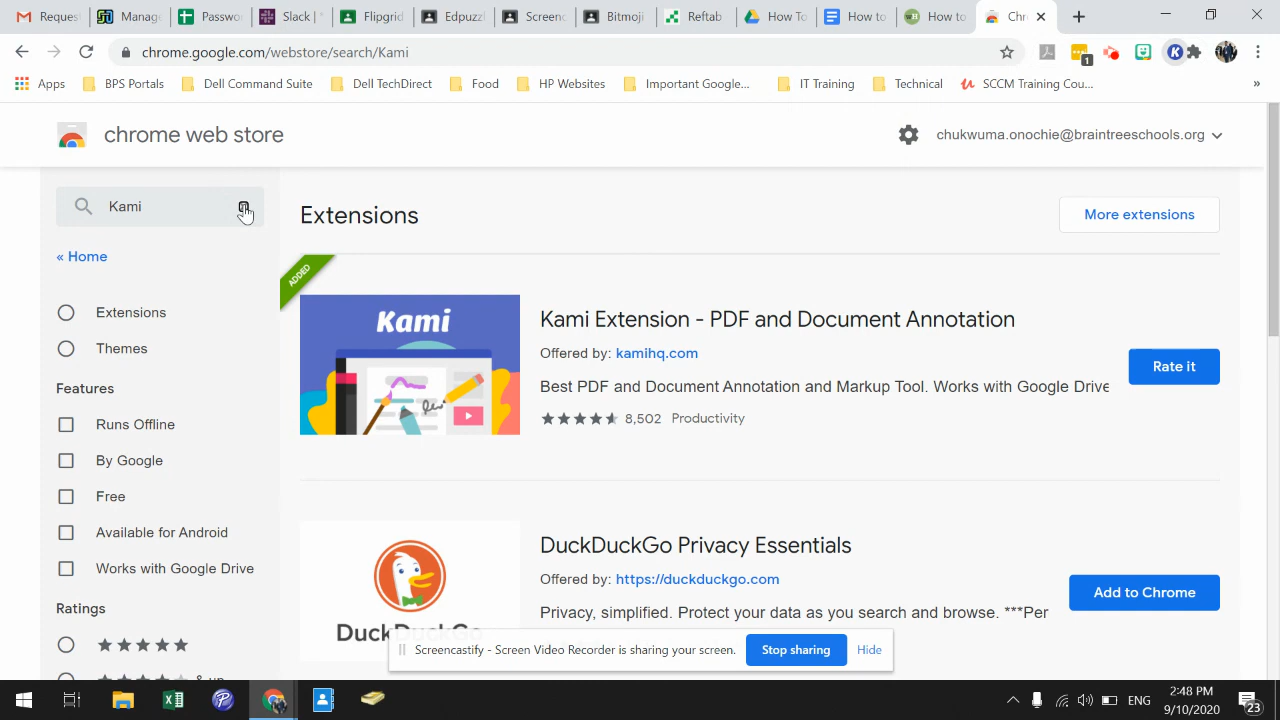 Reques
Manage
Passwo
Slack |
Flipgrid
Edpuzz
Screen
Bitmoji
Reftab
How To
How to
How to
Chr
chrome.google.com/webstore/search/Kami
1
Apps
BPS Portals
Dell Command Suite
Dell TechDirect
Food
HP Websites
Important Google...
IT Training
Technical
SCCM Training Cou...
»
chrome web store
chukwuma.onochie@braintreeschools.org
Kami
Extensions
More extensions
« Home
ADDED
Extensions
Themes
Features
Runs Offline
By Google
Free
Available for Android
Works with Google Drive
Ratings
& up
Kami
Kami Extension - PDF and Document Annotation
Offered by: kamihq.com
Best PDF and Document Annotation and Markup Tool. Works with Google Drive
8,502 Productivity
Rate it
DuckDuckGo
DuckDuckGo Privacy Essentials
Offered by: https://duckduckgo.com
Privacy, simplified. Protect your data as you search and browse. ***Per
Add to Chrome
Screencastify - Screen Video Recorder is sharing your screen.
Stop sharing
Hide
ENG
2:48 PM
9/10/2020
23